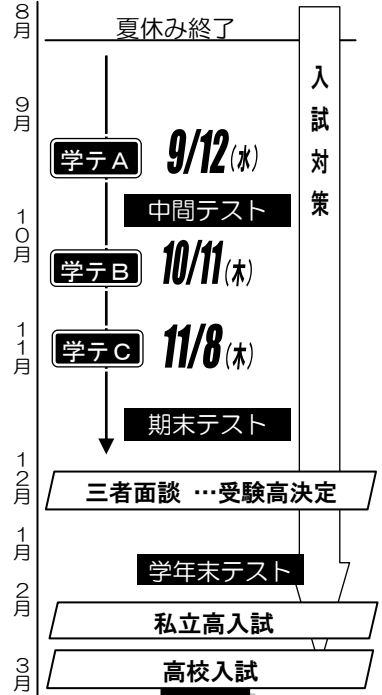 8月
夏休み終了
入試対策
9月
学テA 9/12(水)
中間テスト
10月
学テB 10/11(木)
11月
学テC 11/8(木)
期末テスト
12月
三者面談 …受験高決定
1月
学年末テスト
2月
私立高入試
3月
高校入試